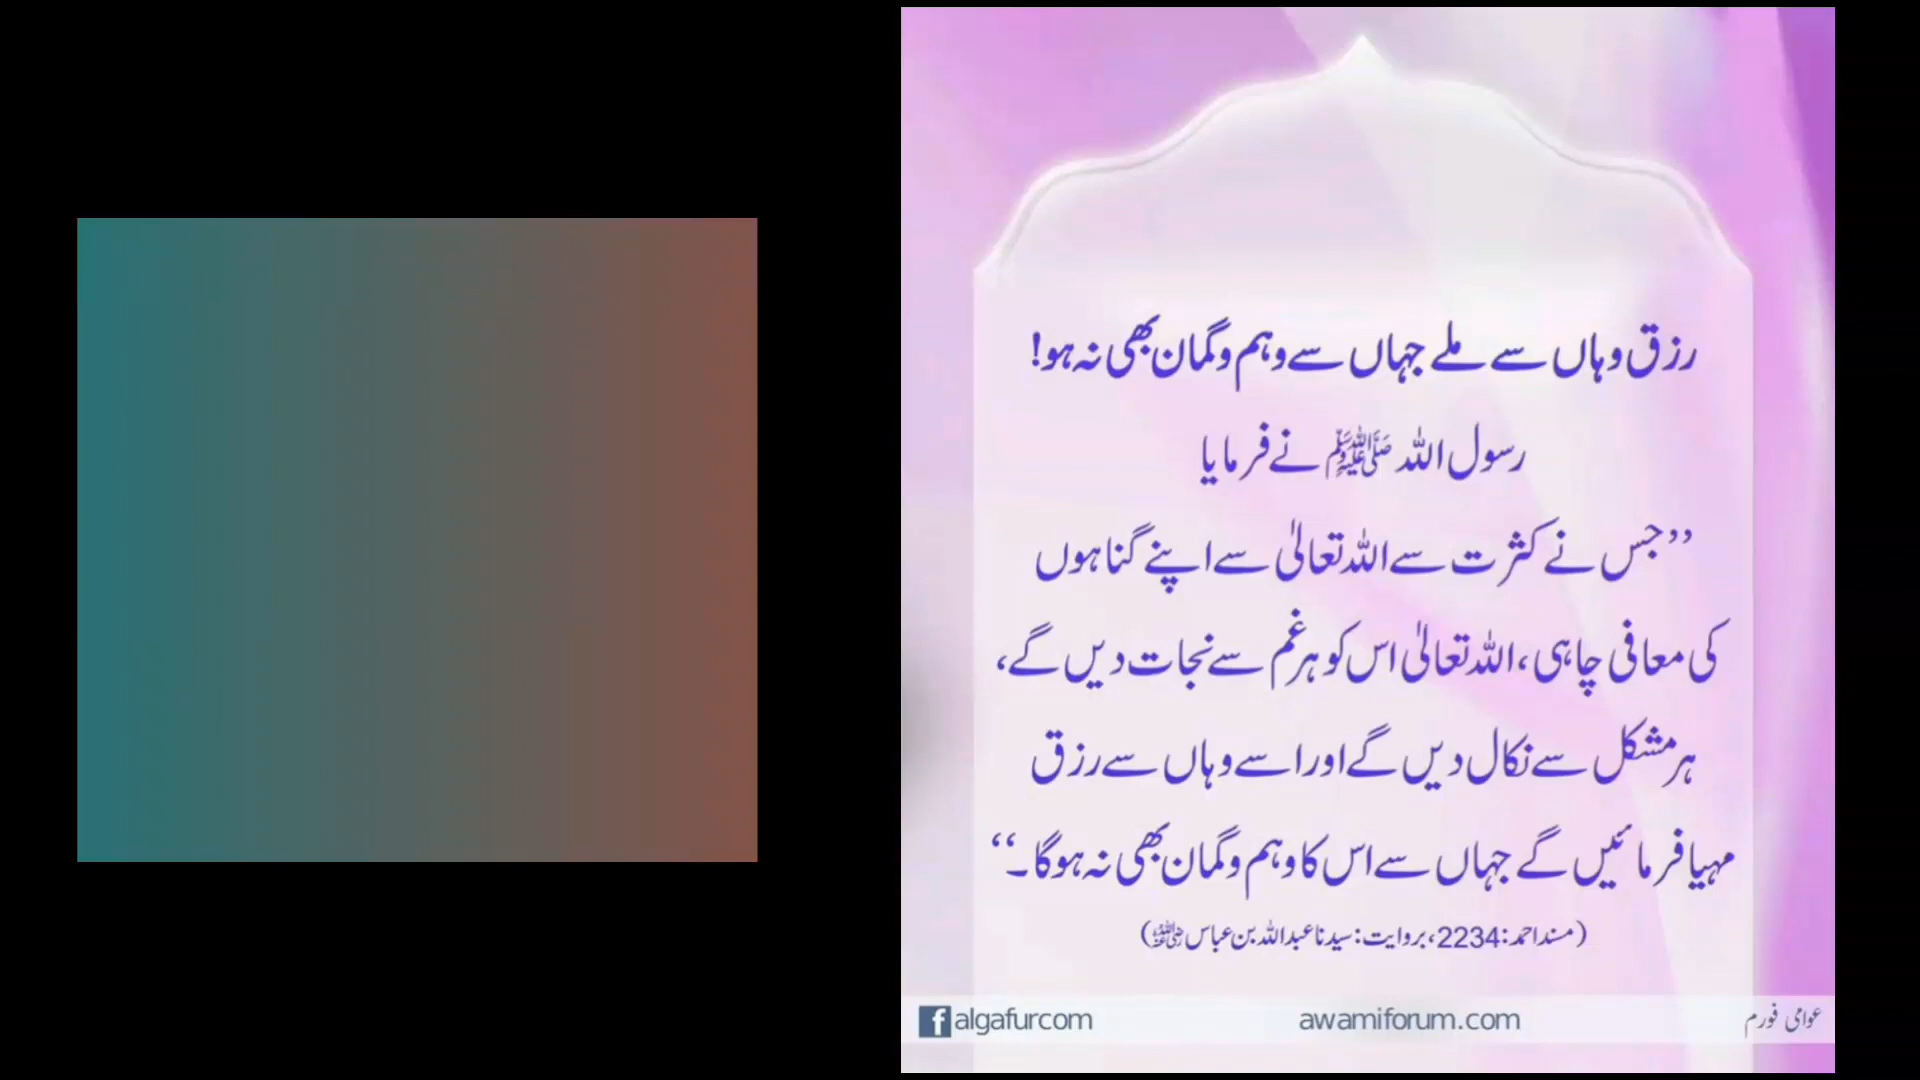 رزق وہاں سے ملے جہاں سے وہم و گمان بھی نہ ہو!
رسول اللہ ﷺ نے فرمایا
’’جس نے کثرت سے اللہ تعالیٰ سے اپنے گناہوں
کی معافی چاہی، اللہ تعالیٰ اس کو ہر غم سے نجات دیں گے،
ہر مشکل سے نکال دیں گے اور اسے وہاں سے رزق
مہیا فرمائیں گے جہاں سے اس کا وہم و گمان بھی نہ ہوگا۔‘‘
(مسند احمد: 2234، بروایت: سیدنا عبداللہ بن عباس رضی اللہ عنہ)
algafurcom awamiforum.com عوامی فورم